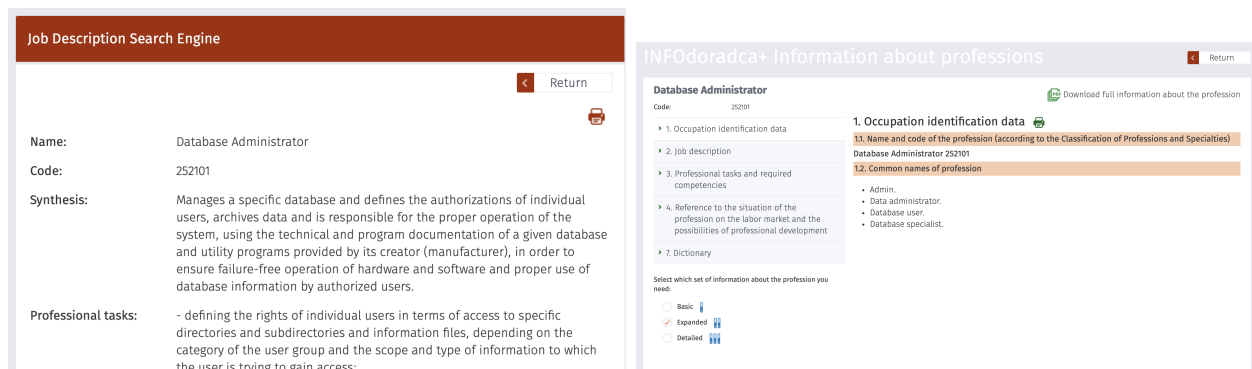 Job Description Search Engine
Return
Name: Database Administrator
Code: 252101
Synthesis: Manages a specific database and defines the authorizations of individual
users, archives data and is responsible for the proper operation of the
system, using the technical and program documentation of a given database
and utility programs provided by its creator (manufacturer), in order to
ensure failure-free operation of hardware and software and proper use of
database information by authorized users.
Professional tasks: - defining the rights of individual users in terms of access to specific
directories and subdirectories and information files, depending on the
category of the user group and the scope and type of information to which
the user is trying to gain access;
INFOdoradca+ Information about professions
Return
Database Administrator
Code: 252101
1. Occupation identification data
2. Job description
3. Professional tasks and required
competencies
4. Reference to the situation of the
profession on the labor market and the
possibilities of professional development
7. Dictionary
Select which set of information about the profession you
need:
Basic
Expanded
Detailed
PDF Download full information about the profession
1. Occupation identification data
1.1. Name and code of the profession (according to the Classification of Professions and Specialties)
Database Administrator 252101
1.2. Common names of profession
• Admin.
• Data administrator.
• Database user.
• Database specialist.